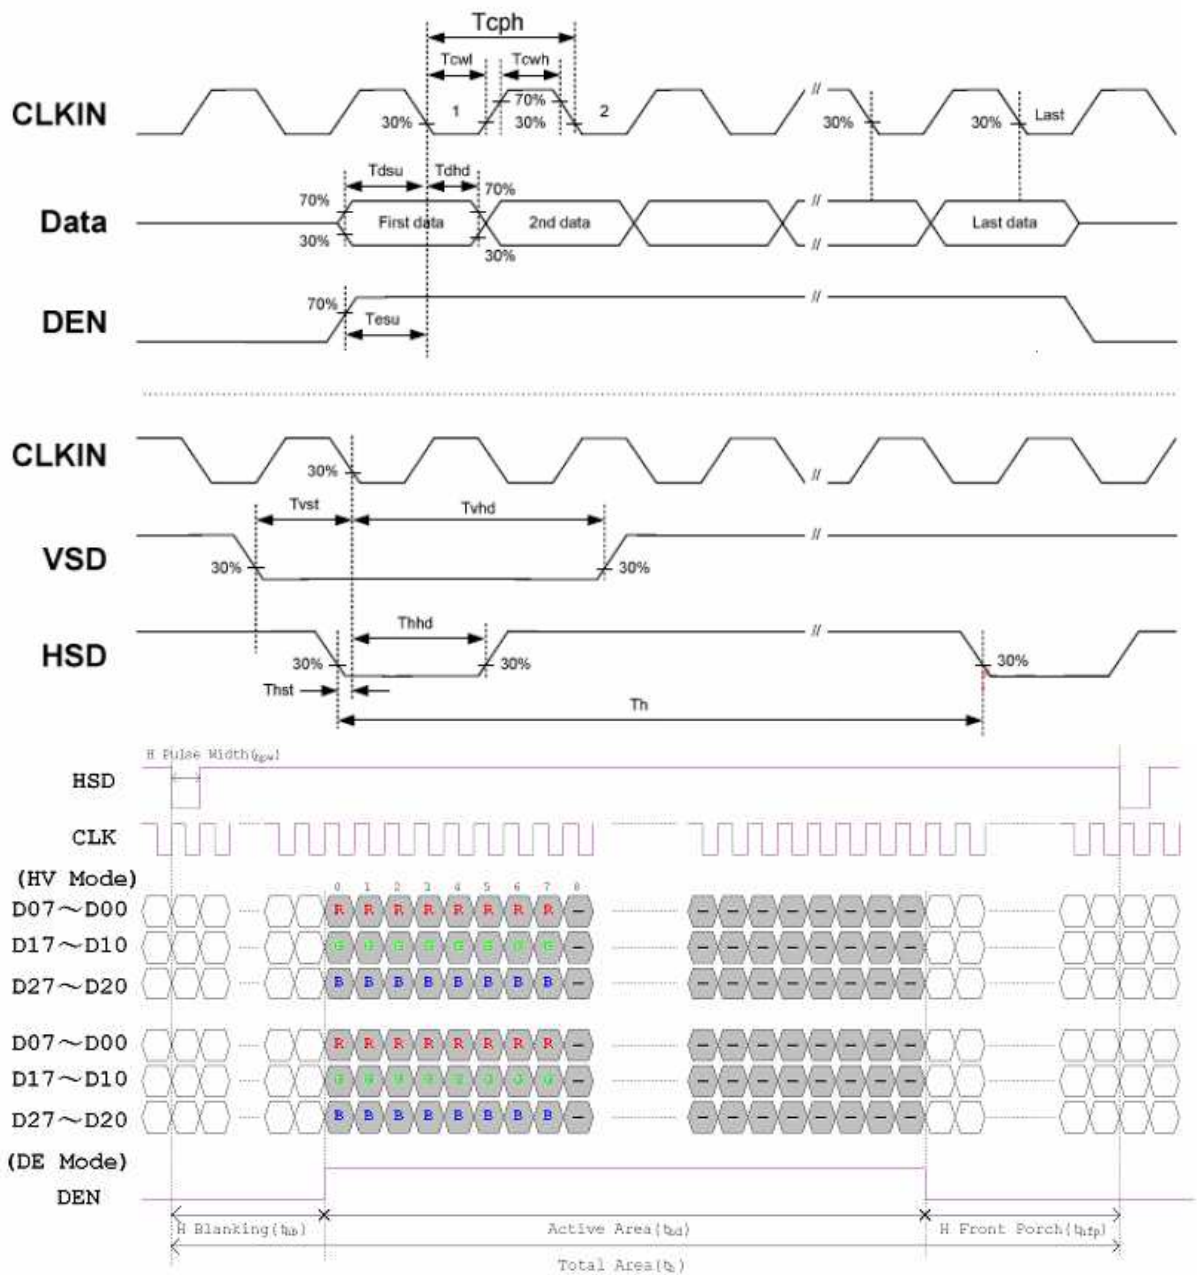 Tcph
Tcwl Tcwh
CLKIN 30% 1 70% 30% 2 // 30% 30% Last
Tdsu Tdhd
70% 70%
Data First data 2nd data // // Last data
30% 30%
DEN 70% Tesu //
CLKIN 30% //
Tvst Tvhd
VSD 30% 30% //
Thhd
HSD 30% 30% // 30%
Thst
Th
H Pulse Width(thpw)
HSD
CLK
(HV Mode)
0 1 2 3 4 5 6 7 8
D07～D00 R R R R R R R R – – – – – – – – –
D17～D10 G G G G G G G G – – – – – – – – –
D27～D20 B B B B B B B B – – – – – – – – –
D07～D00 R R R R R R R R – – – – – – – – –
D17～D10 G G G G G G G G – – – – – – – – –
D27～D20 B B B B B B B B – – – – – – – – –
(DE Mode)
DEN
H Blanking(thb) Active Area(thd) H Front Porch(thfp)
Total Area(th)